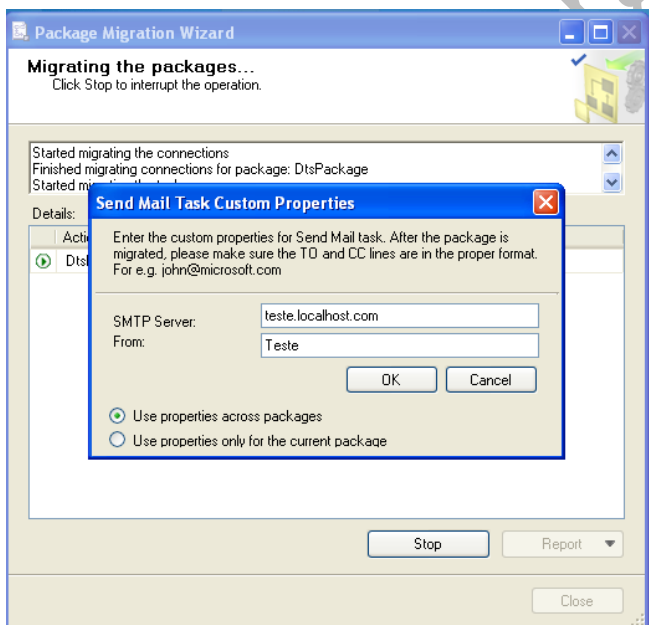 Package Migration Wizard
Migrating the packages...
Click Stop to interrupt the operation.
Started migrating the connections
Finished migrating connections for package: DtsPackage
Started
Send Mail Task Custom Properties
Details:
Enter the custom properties for Send Mail task. After the package is
migrated, please make sure the TO and CC lines are in the proper format.
For e.g. john@microsoft.com
SMTP Server: teste.localhost.com
From: Teste
OK Cancel
Use properties across packages
Use properties only for the current package
Stop Report
Close